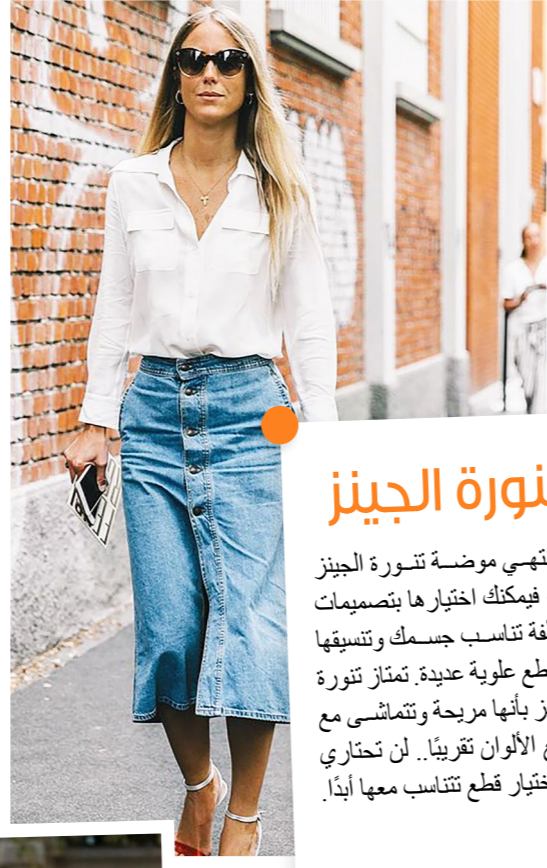 نورة الجينز
تهي موضة تنورة الجينز
فيمكنك اختيارها بتصميمات
فة تناسب جسمك وتنسيقها
طع علوية عديدة. تمتاز تنورة
ز بأنها مريحة وتتماشى مع
ع الألوان تقريبًا.. لن تحتاري
ختيار قطع تتناسب معها أبدًا.